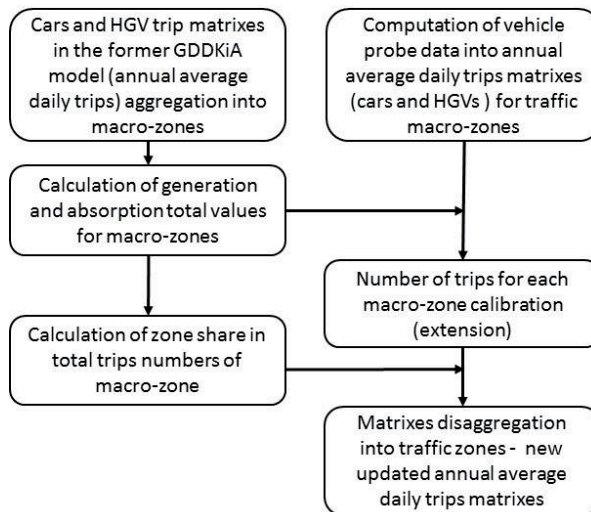 Cars and HGV trip matrixes
in the former GDDKiA
model (annual average
daily trips) aggregation into
macro-zones
Computation of vehicle
probe data into annual
average daily trips matrixes
(cars and HGVs ) for traffic
macro-zones
Calculation of generation
and absorption total values
for macro-zones
Number of trips for each
macro-zone calibration
(extension)
Calculation of zone share in
total trips numbers of
macro-zone
Matrixes disaggregation
into traffic zones -  new
updated annual average
daily trips matrixes